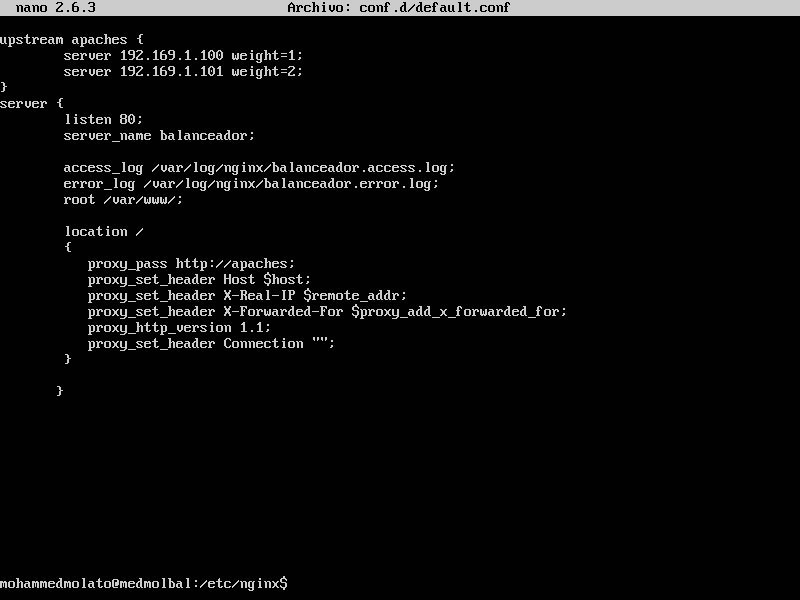 nano 2.6.3 Archivo: conf.d/default.conf
upstream apaches {
server 192.169.1.100 weight=1;
server 192.169.1.101 weight=2;
}
server {
listen 80;
server_name balanceador;
access_log /var/log/nginx/balanceador.access.log;
error_log /var/log/nginx/balanceador.error.log;
root /var/www/;
location /
{
proxy_pass http://apaches;
proxy_set_header Host $host;
proxy_set_header X-Real-IP $remote_addr;
proxy_set_header X-Forwarded-For $proxy_add_x_forwarded_for;
proxy_http_version 1.1;
proxy_set_header Connection "";
}
}
mohammedmolato@medmolbal:/etc/nginx$